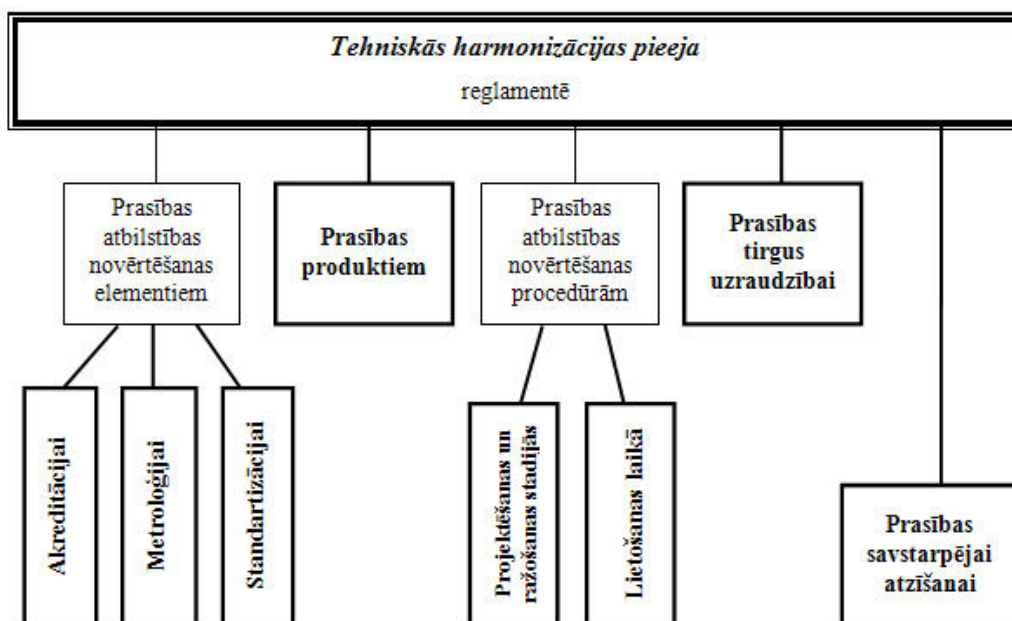 Tehniskās harmonizācijas pieeja
reglamentē
Prasības
atbilstības
novērtēšanas
elementiem
Prasības
produktiem
Prasības
atbilstības
novērtēšanas
procedūrām
Prasības
tirgus
uzraudzībai
Akreditācijai
Metroloģijai
Standartizācijai
Projektēšanas un
ražošanas stadijās
Lietošanas laikā
Prasības
savstarpējai
atzīšanai